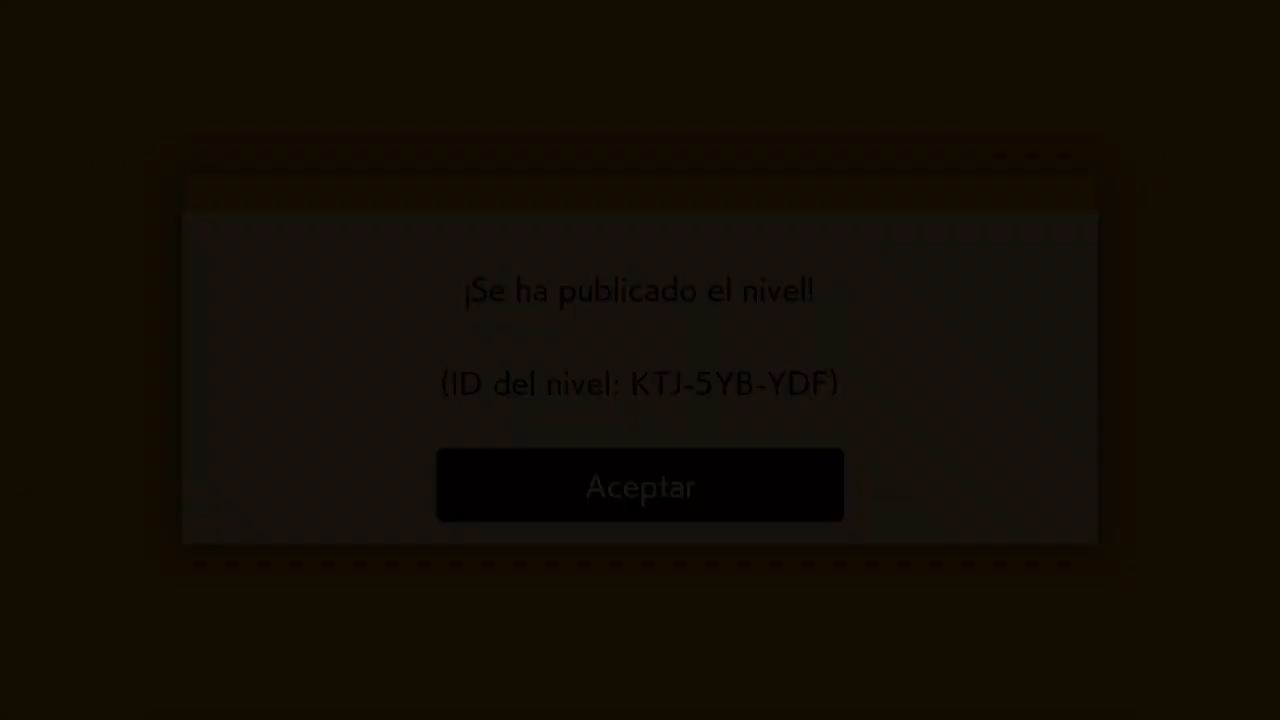 ¡Se ha publicado el nivel!
(ID del nivel: KTJ-5YB-YDF)
Aceptar